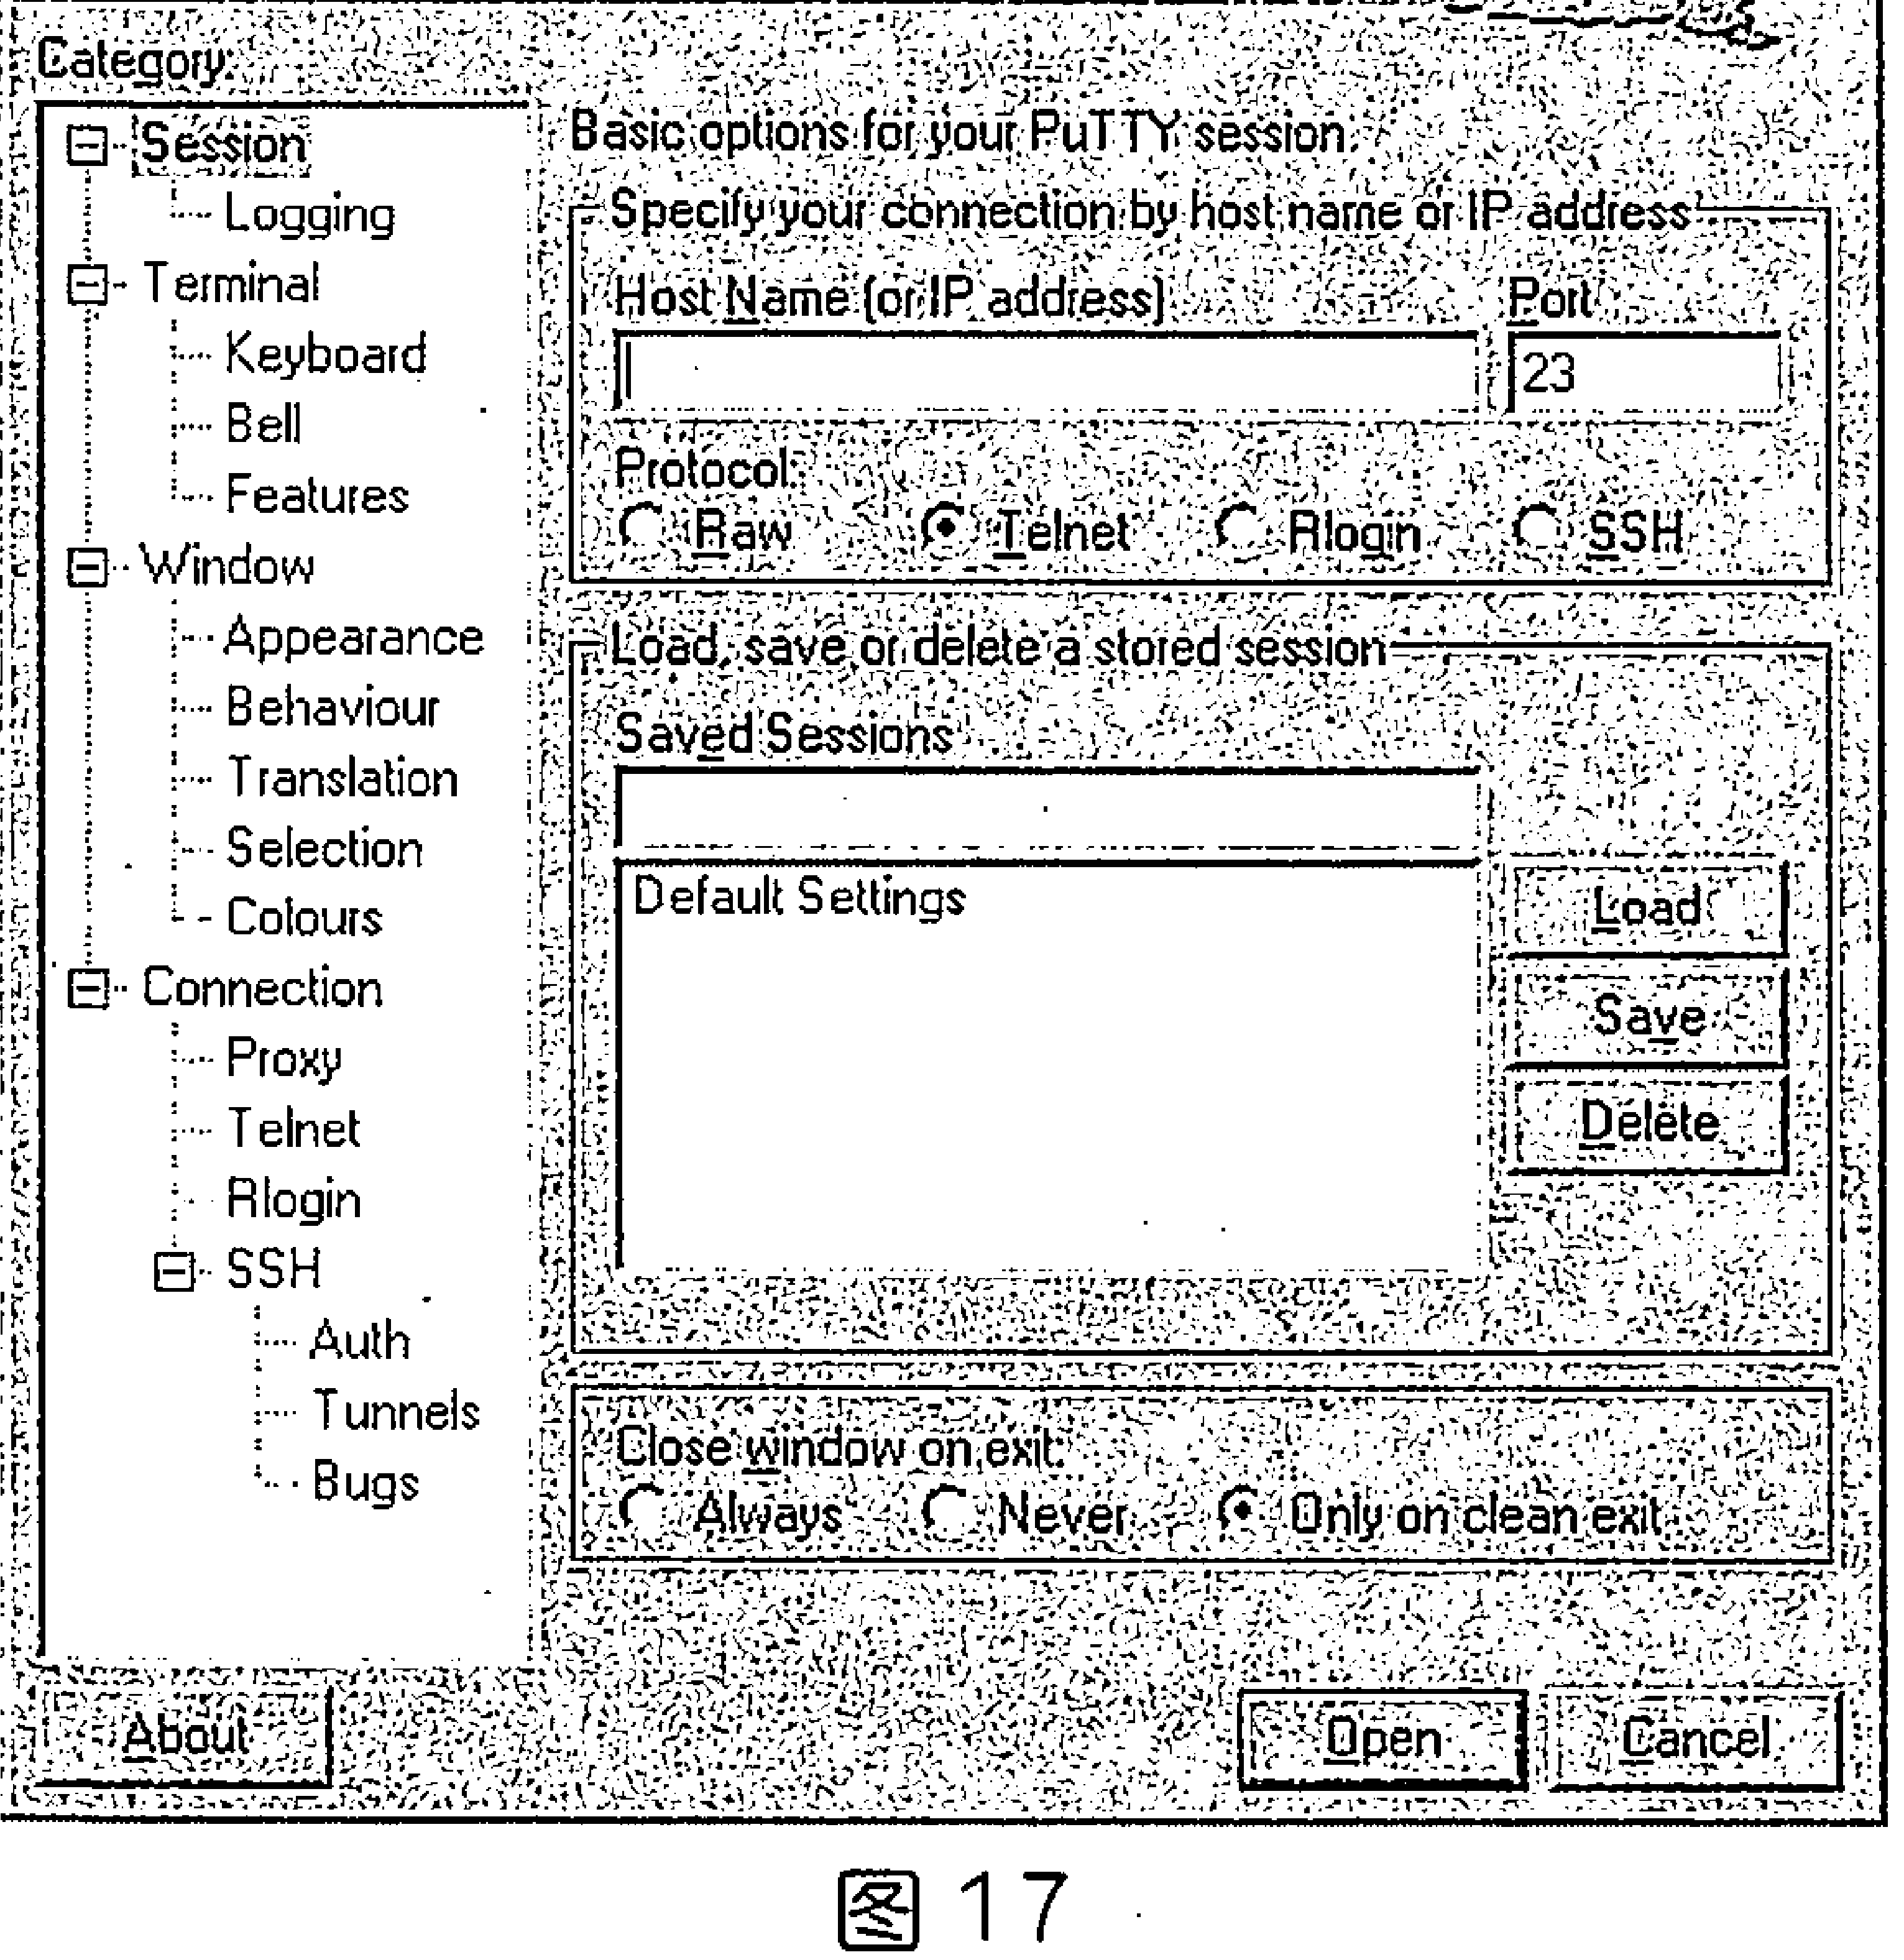 Category:
Session
Logging
Terminal
Keyboard
Bell
Features
Window
Appearance
Behaviour
Translation
Selection
Colours
Connection
Proxy
Telnet
Rlogin
SSH
Auth
Tunnels
Bugs
Basic options for your PuTTY session
Specify your connection by host name or IP address
Host Name (or IP address) Port
23
Protocol:
Raw Telnet Rlogin SSH
Load, save or delete a stored session
Saved Sessions
Default Settings
Load
Save
Delete
Close window on exit:
Always Never Only on clean exit
About Open Cancel
图 17